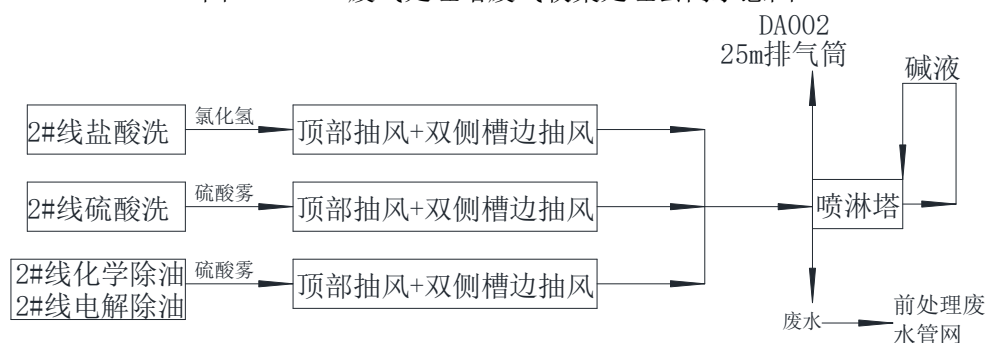 DA002
25m排气筒
碱液
2#线盐酸洗
氯化氢
顶部抽风+双侧槽边抽风
2#线硫酸洗
硫酸雾
顶部抽风+双侧槽边抽风
喷淋塔
2#线化学除油
2#线电解除油
硫酸雾
顶部抽风+双侧槽边抽风
废水
前处理废
水管网